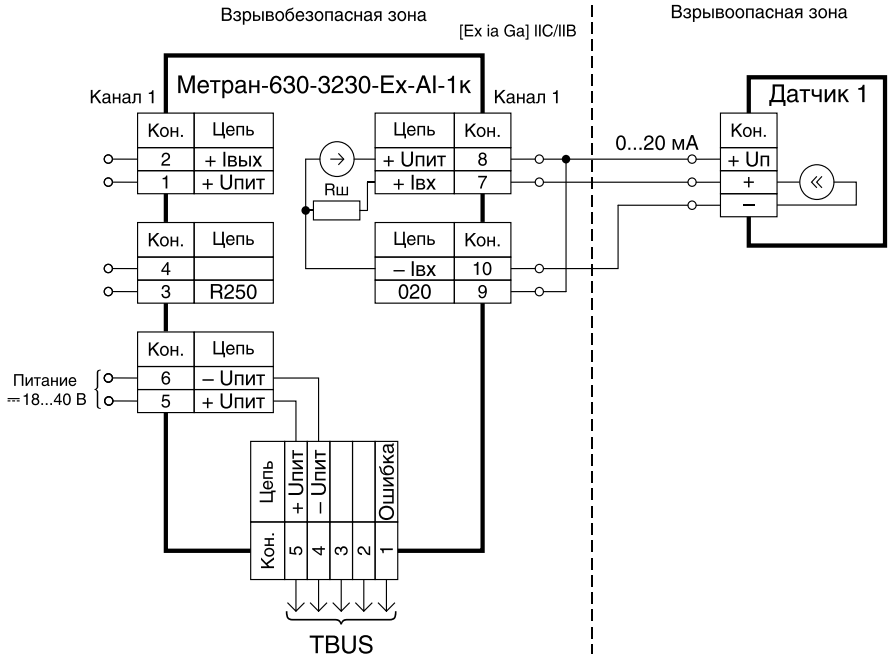 Взрывобезопасная зона
Взрывоопасная зона
[Ex ia Ga] IIC/IIB
Метран-630-3230-Ex-AI-1к
Датчик 1
Канал 1
Канал 1
Кон. Цепь
2 + Iвых
1 + Uпит
Цепь Кон.
+ Uпит 8
+ Iвх 7
Rш
0...20 мА
Кон.
+ Uп
+
–
Кон. Цепь
4
3 R250
Цепь Кон.
– Iвх 10
020 9
Кон. Цепь
6 – Uпит
5 + Uпит
Питание
⎓18...40 В
Цепь + Uпит – Uпит Ошибка
Кон. 5 4 3 2 1
TBUS